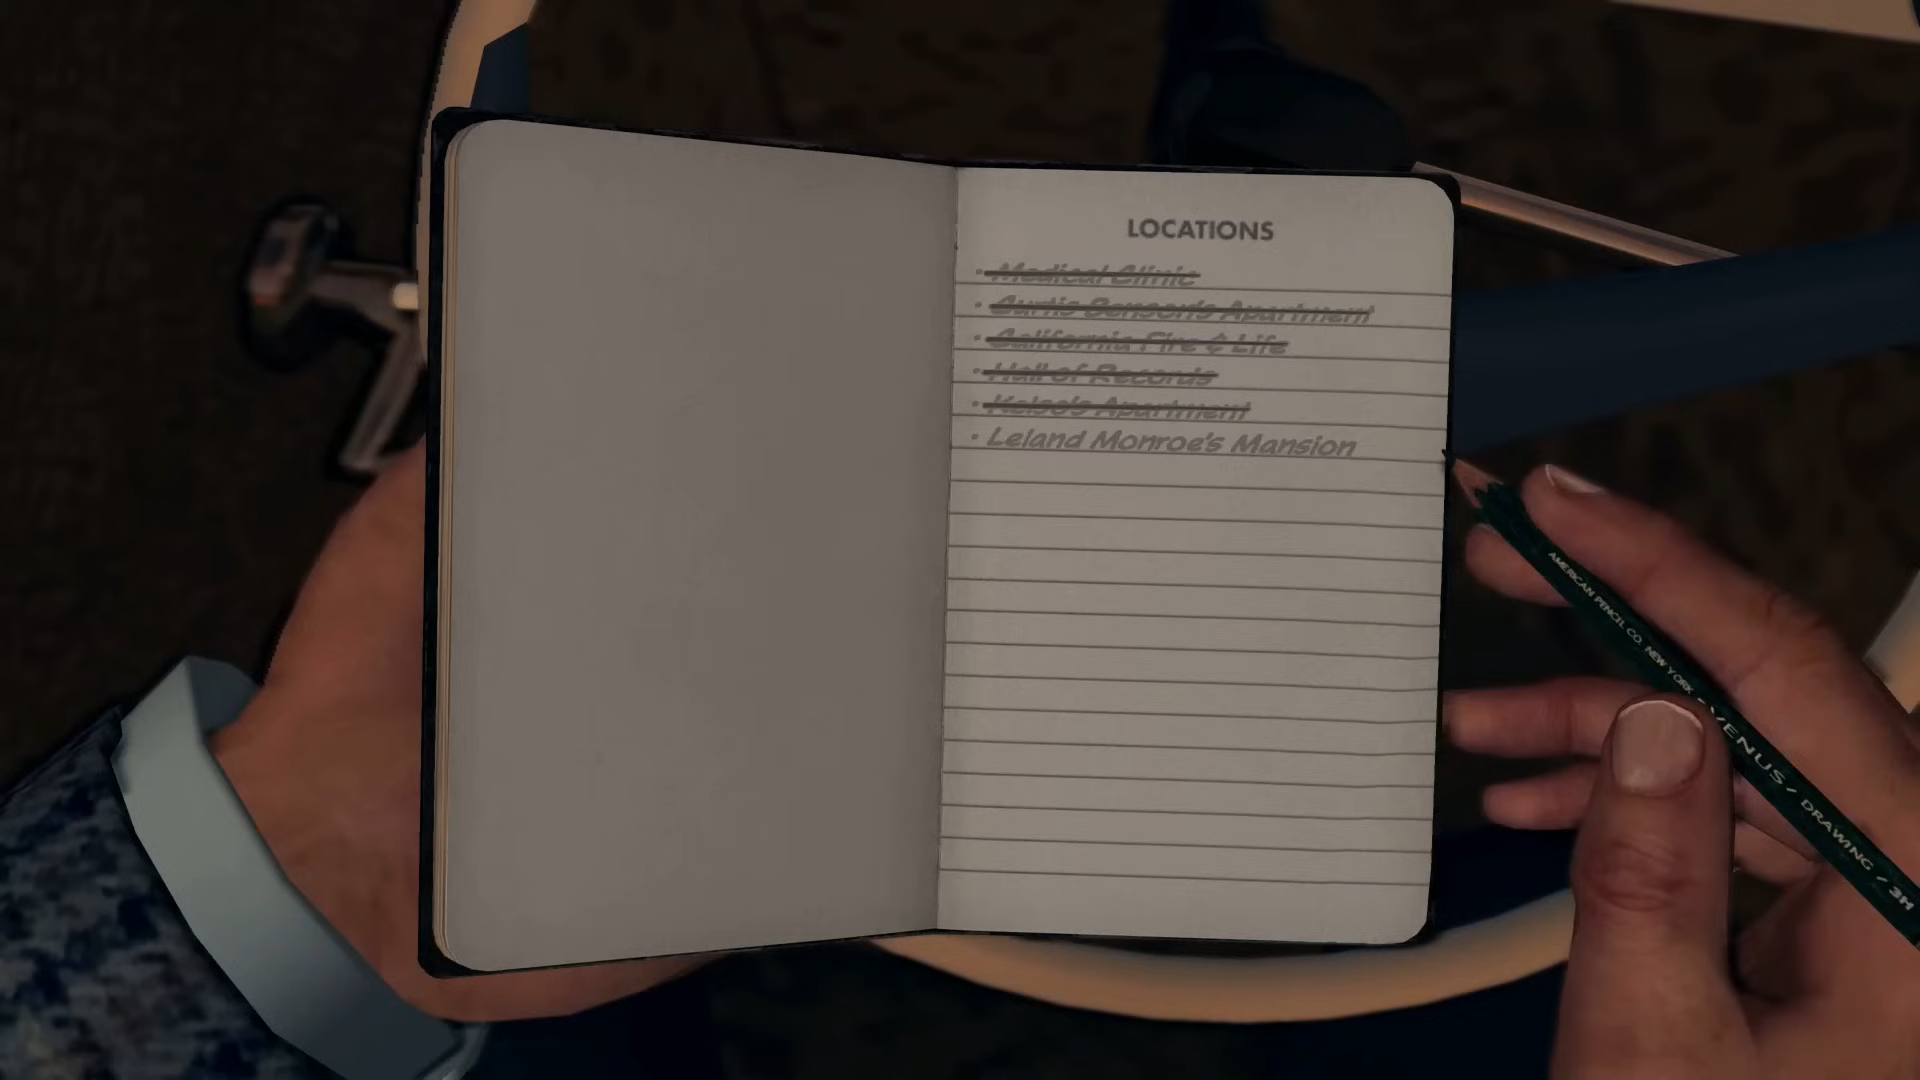 LOCATIONS
· Medical Clinic
· Curtis Benson's Apartment
· California Fire & Life
· Hall of Records
· Kelso's Apartment
· Leland Monroe's Mansion
AMERICAN PENCIL CO. NEW YORK VENUS / DRAWING / 3H